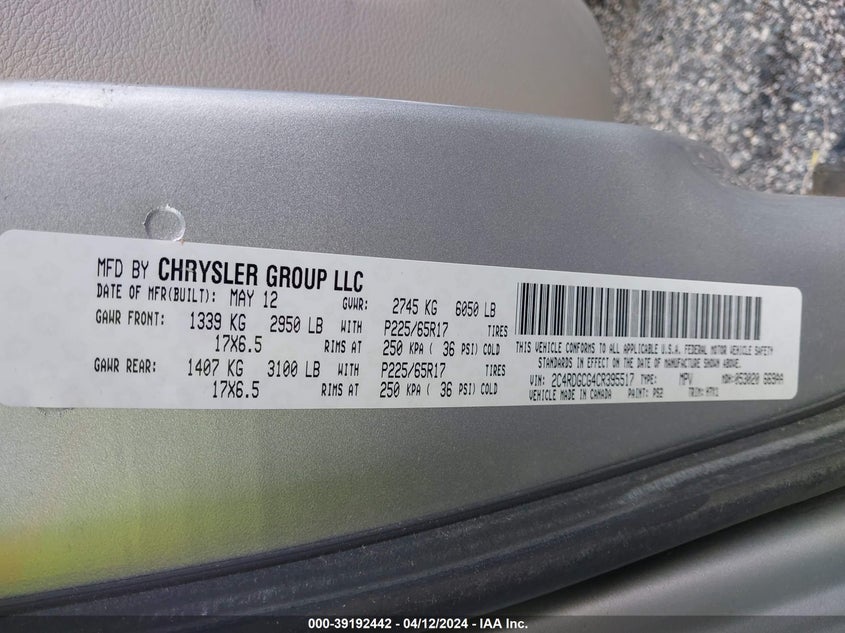 MFD BY CHRYSLER GROUP LLC
DATE OF MFR(BUILT): MAY 12 GVWR: 2745 KG 6050 LB
GAWR FRONT: 1339 KG 2950 LB WITH P225/65R17 TIRES
17X6.5 RIMS AT 250 KPA ( 36 PSI) COLD
GAWR REAR: 1407 KG 3100 LB WITH P225/65R17 TIRES
17X6.5 RIMS AT 250 KPA ( 36 PSI) COLD
THIS VEHICLE CONFORMS TO ALL APPLICABLE U.S.A. FEDERAL MOTOR VEHICLE SAFETY
STANDARDS IN EFFECT ON THE DATE OF MANUFACTURE SHOWN ABOVE.
VIN: 2C4RDGCG4CR395517 TYPE: MPV MDH: 053020 669AA
VEHICLE MADE IN CANADA PAINT: PS2 TRIM:
000-39192442 - 04/12/2024 - IAA Inc.